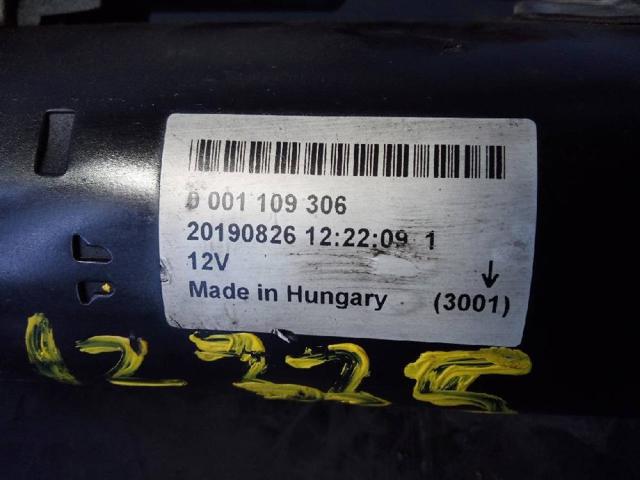 0 001 109 306
20190826 12:22:09 1
12V
Made in Hungary (3001)